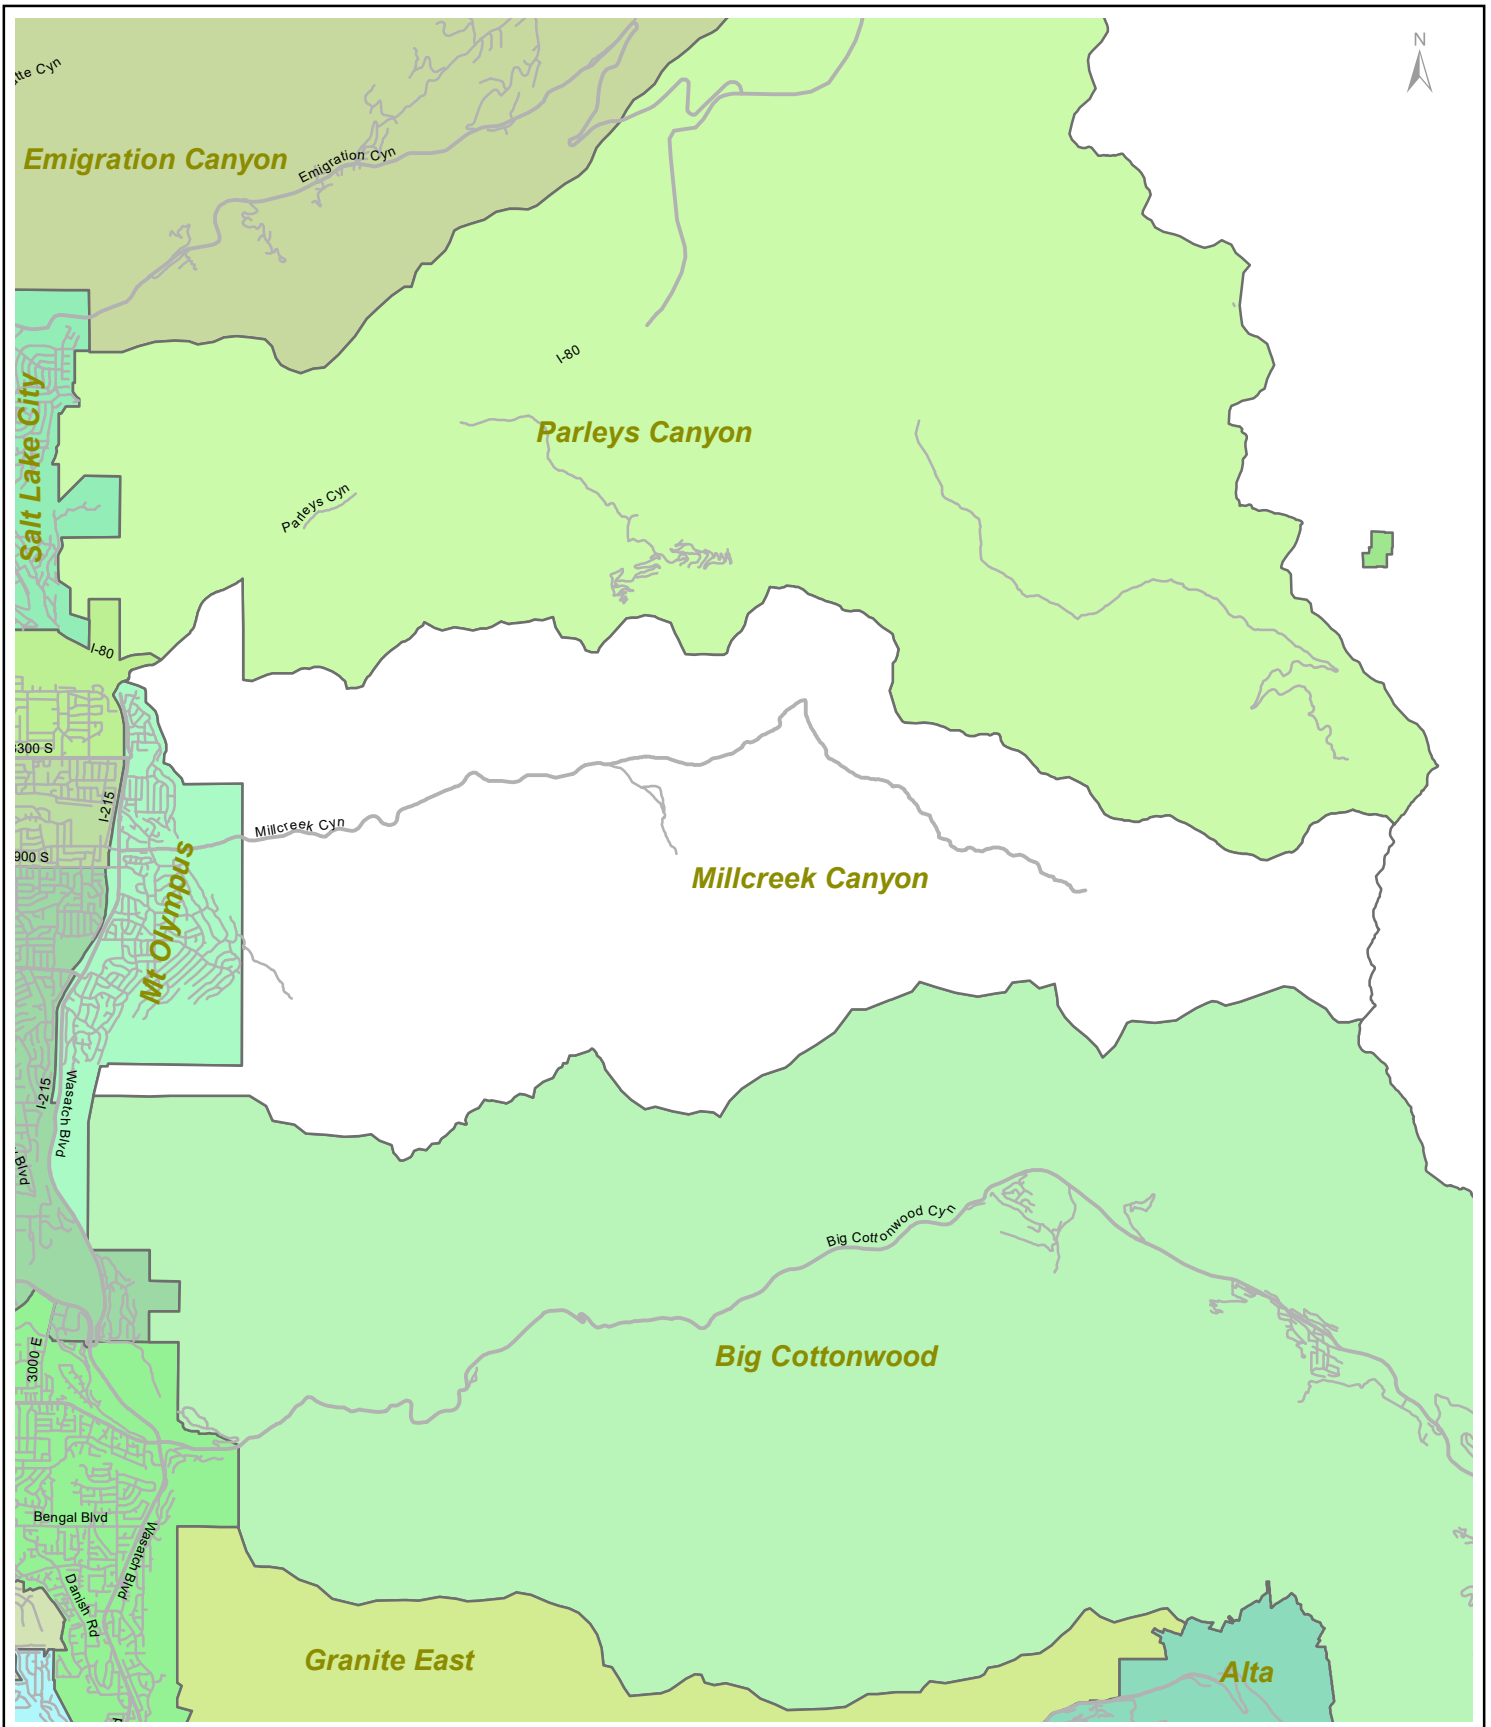 N
Emigration Canyon
Emigration Cyn
I-80
Salt Lake City
Parleys Canyon
Parleys Cyn
I-80
I-215
Millcreek Cyn
900 S
Mt Olympus
Millcreek Canyon
I-215
Wasatch Blvd
Blvd
Big Cottonwood Cyn
3000 E
Big Cottonwood
Bengal Blvd
Wasatch Blvd
Danish Rd
Granite East
Alta